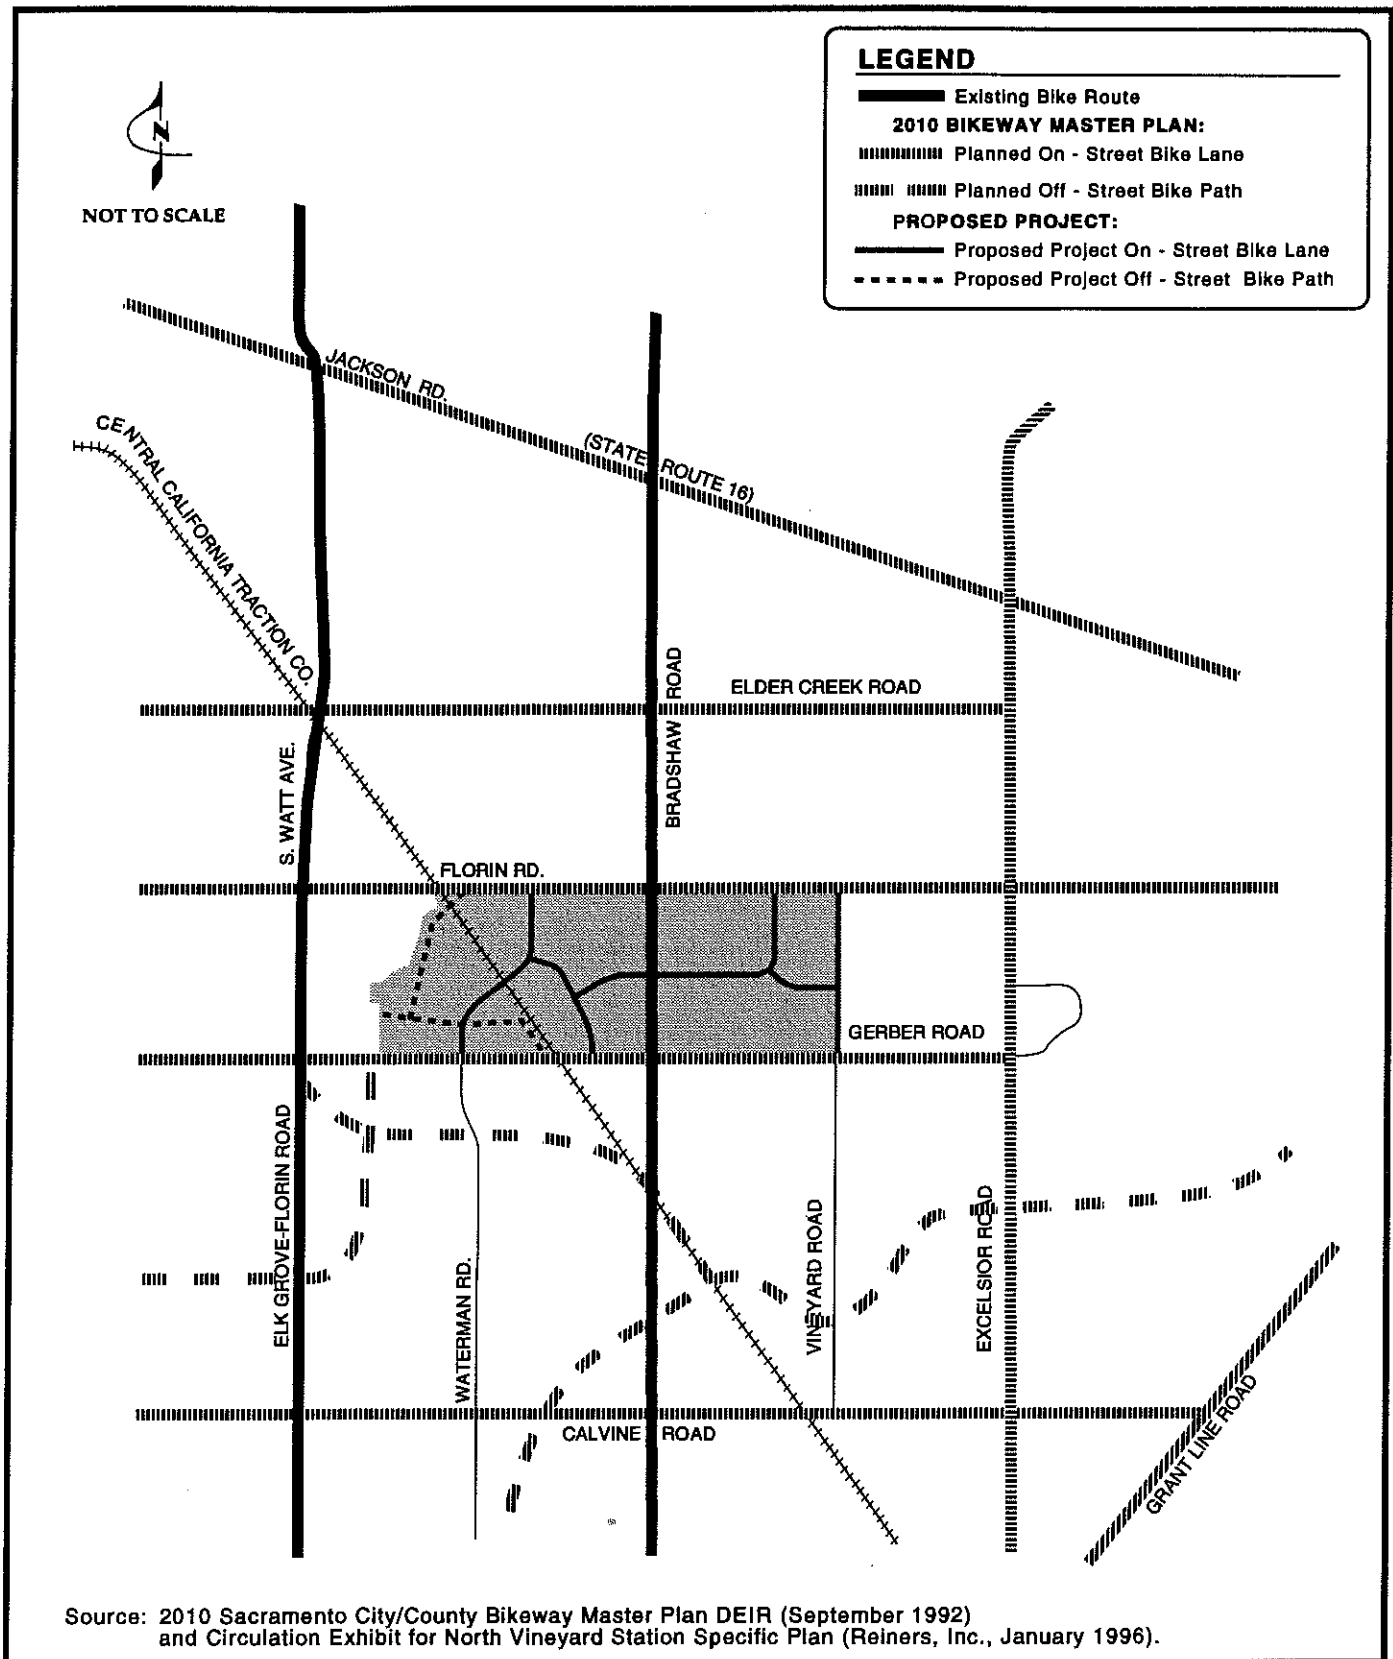 LEGEND
Existing Bike Route
2010 BIKEWAY MASTER PLAN:
Planned On - Street Bike Lane
Planned Off - Street Bike Path
PROPOSED PROJECT:
Proposed Project On - Street Bike Lane
Proposed Project Off - Street Bike Path
N
NOT TO SCALE
JACKSON RD.
(STATE ROUTE 16)
CENTRAL CALIFORNIA TRACTION CO.
ELDER CREEK ROAD
BRADSHAW ROAD
S. WATT AVE.
FLORIN RD.
GERBER ROAD
ELK GROVE-FLORIN ROAD
WATERMAN RD.
VINEYARD ROAD
EXCELSIOR ROAD
GRANT LINE ROAD
CALVINE ROAD
Source: 2010 Sacramento City/County Bikeway Master Plan DEIR (September 1992)
and Circulation Exhibit for North Vineyard Station Specific Plan (Reiners, Inc., January 1996).